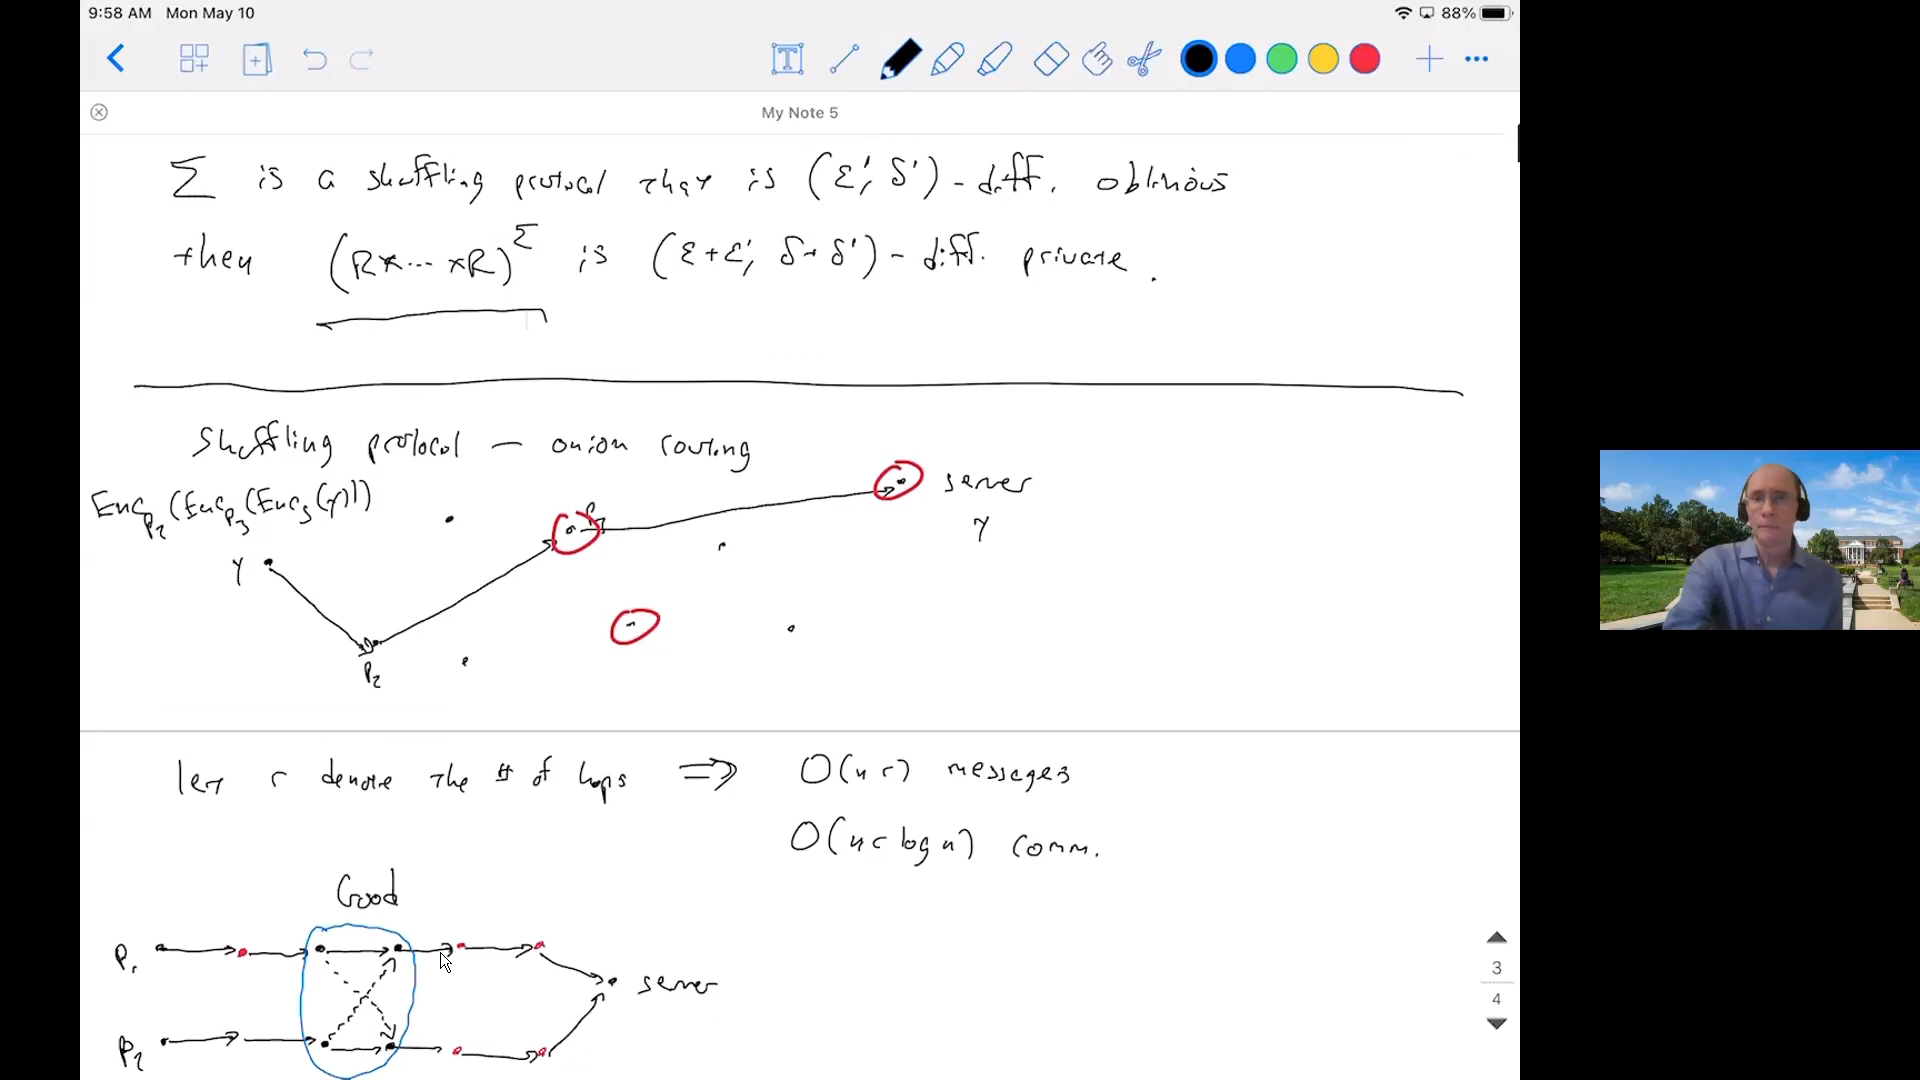 9:58 AM Mon May 10
88%
My Note 5
Σ is a shuffling protocol that is (ε', δ') - diff. oblivious
then (R×⋯×R)^Σ is (ε+ε', δ+δ') - diff. private.
Shuffling protocol — onion routing
Enc_P2(Enc_P3(Enc_S(y)))
server
y
y
P2
let r denote the # of hops ⇒ O(nr) messages
O(nr log n) comm.
Good
P1
server
P2
3
4